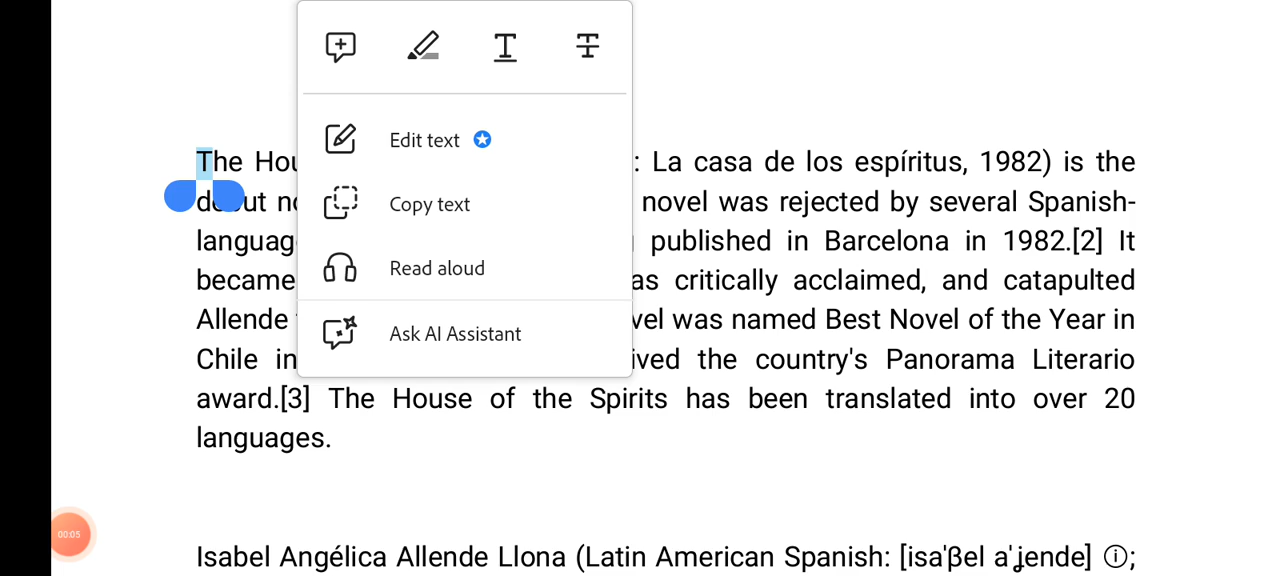 Edit text
Copy text
Read aloud
Ask AI Assistant
The Hou : La casa de los espíritus, 1982) is the
debut no novel was rejected by several Spanish-
language published in Barcelona in 1982.[2] It
became as critically acclaimed, and catapulted
Allende vel was named Best Novel of the Year in
Chile in ived the country's Panorama Literario
award.[3] The House of the Spirits has been translated into over 20
languages.
00:05
Isabel Angélica Allende Llona (Latin American Spanish: [isaˈβel aˈʝende] ⓘ;